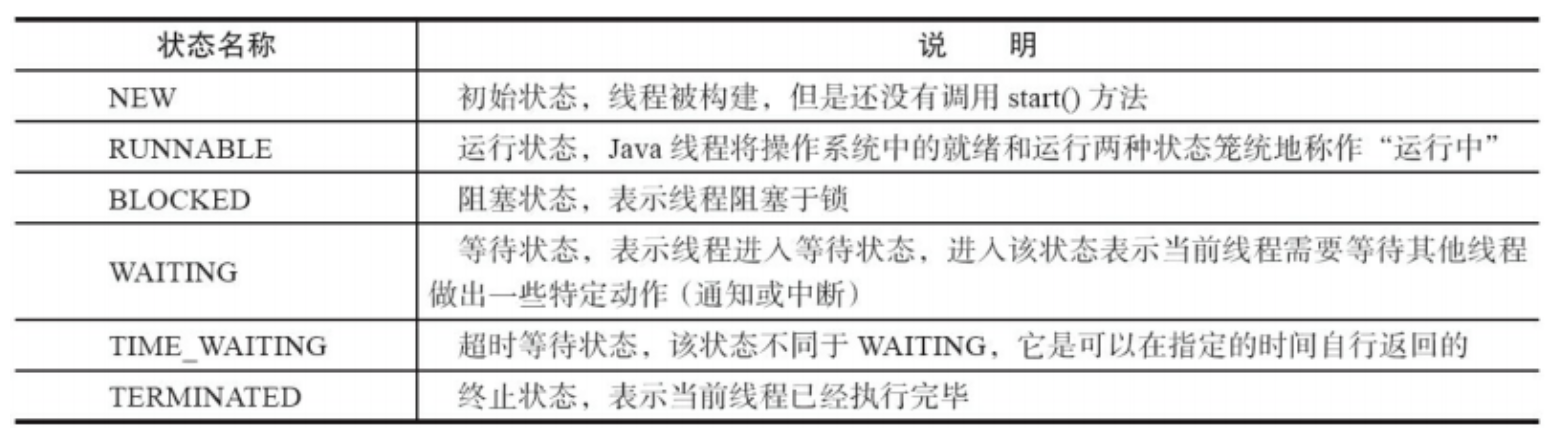 状态名称 说 明
NEW 初始状态，线程被构建，但是还没有调用 start() 方法
RUNNABLE 运行状态，Java 线程将操作系统中的就绪和运行两种状态笼统地称作“运行中”
BLOCKED 阻塞状态，表示线程阻塞于锁
WAITING 等待状态，表示线程进入等待状态，进入该状态表示当前线程需要等待其他线程
做出一些特定动作（通知或中断）
TIME_WAITING 超时等待状态，该状态不同于 WAITING，它是可以在指定的时间自行返回的
TERMINATED 终止状态，表示当前线程已经执行完毕